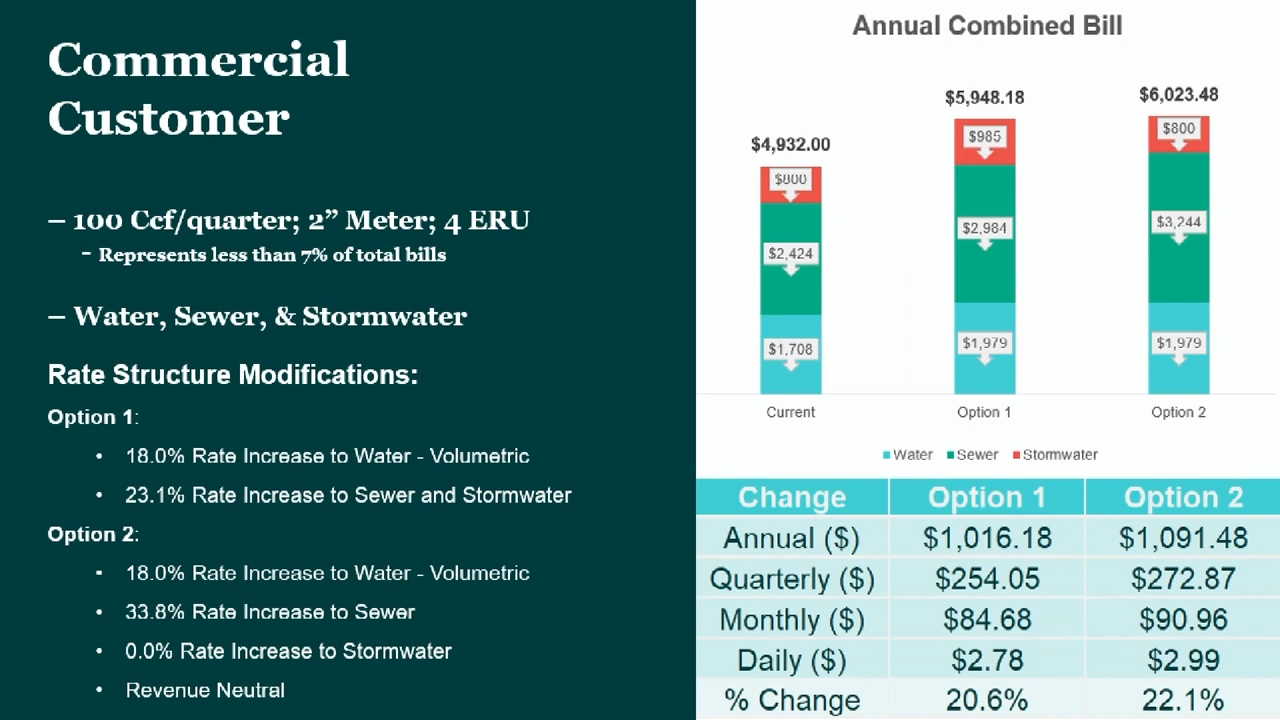 Commercial
Customer
– 100 Ccf/quarter; 2” Meter; 4 ERU
- Represents less than 7% of total bills
– Water, Sewer, & Stormwater
Rate Structure Modifications:
Option 1:
• 18.0% Rate Increase to Water - Volumetric
• 23.1% Rate Increase to Sewer and Stormwater
Option 2:
• 18.0% Rate Increase to Water - Volumetric
• 33.8% Rate Increase to Sewer
• 0.0% Rate Increase to Stormwater
• Revenue Neutral
Annual Combined Bill
$4,932.00 $5,948.18 $6,023.48
$800 $985 $800
$2,424 $2,984 $3,244
$1,708 $1,979 $1,979
Current Option 1 Option 2
Water Sewer Stormwater
Change Option 1 Option 2
Annual ($) $1,016.18 $1,091.48
Quarterly ($) $254.05 $272.87
Monthly ($) $84.68 $90.96
Daily ($) $2.78 $2.99
% Change 20.6% 22.1%